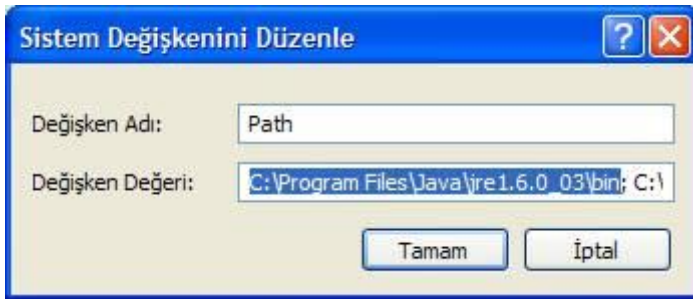 Sistem Değişkenini Düzenle
Değişken Adı:
Path
Değişken Değeri:
C:\Program Files\Java\jre1.6.0_03\bin; C:\
Tamam
İptal